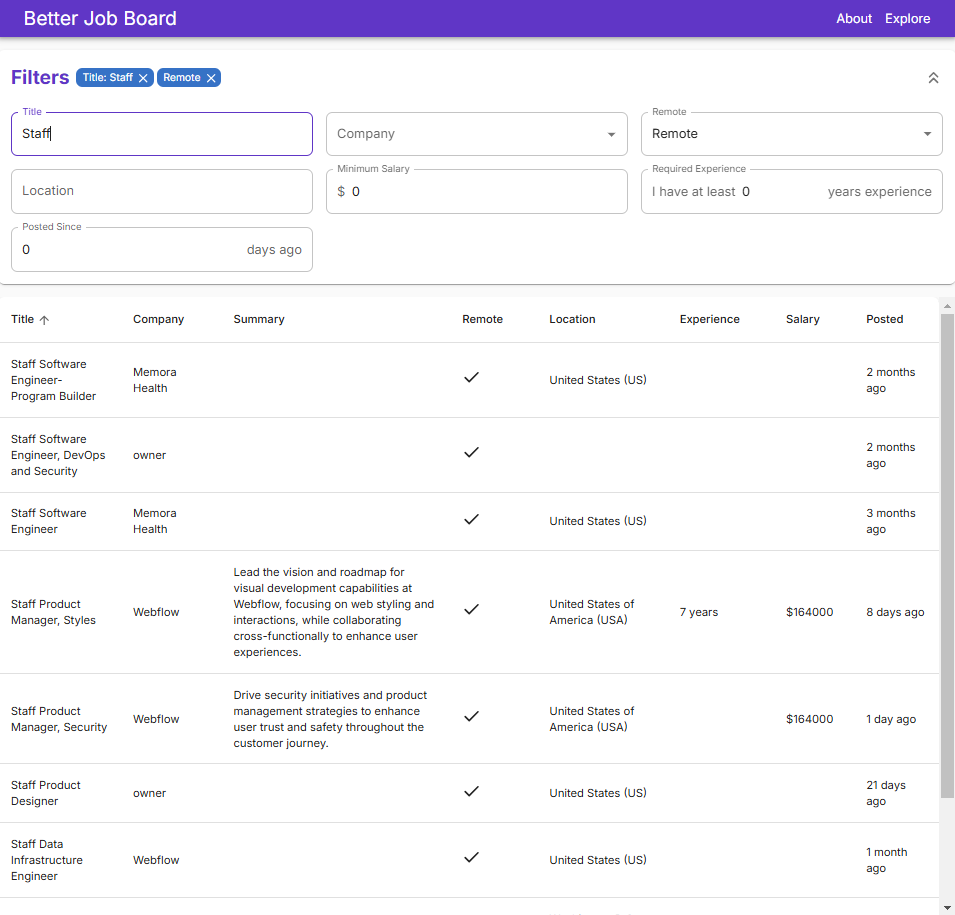 Better Job Board
About Explore
Filters Title: Staff Remote
Title
Staff
Company
Remote
Remote
Location
Minimum Salary
$ 0
Required Experience
I have at least 0 years experience
Posted Since
0 days ago
Title Company Summary Remote Location Experience Salary Posted
Staff Software
Engineer-
Program Builder
Memora
Health
United States (US)
2 months
ago
Staff Software
Engineer, DevOps
and Security
owner
2 months
ago
Staff Software
Engineer
Memora
Health
United States (US)
3 months
ago
Staff Product
Manager, Styles
Webflow
Lead the vision and roadmap for
visual development capabilities at
Webflow, focusing on web styling and
interactions, while collaborating
cross-functionally to enhance user
experiences.
United States of
America (USA)
7 years
$164000
8 days ago
Staff Product
Manager, Security
Webflow
Drive security initiatives and product
management strategies to enhance
user trust and safety throughout the
customer journey.
United States of
America (USA)
$164000
1 day ago
Staff Product
Designer
owner
United States (US)
21 days
ago
Staff Data
Infrastructure
Engineer
Webflow
United States (US)
1 month
ago